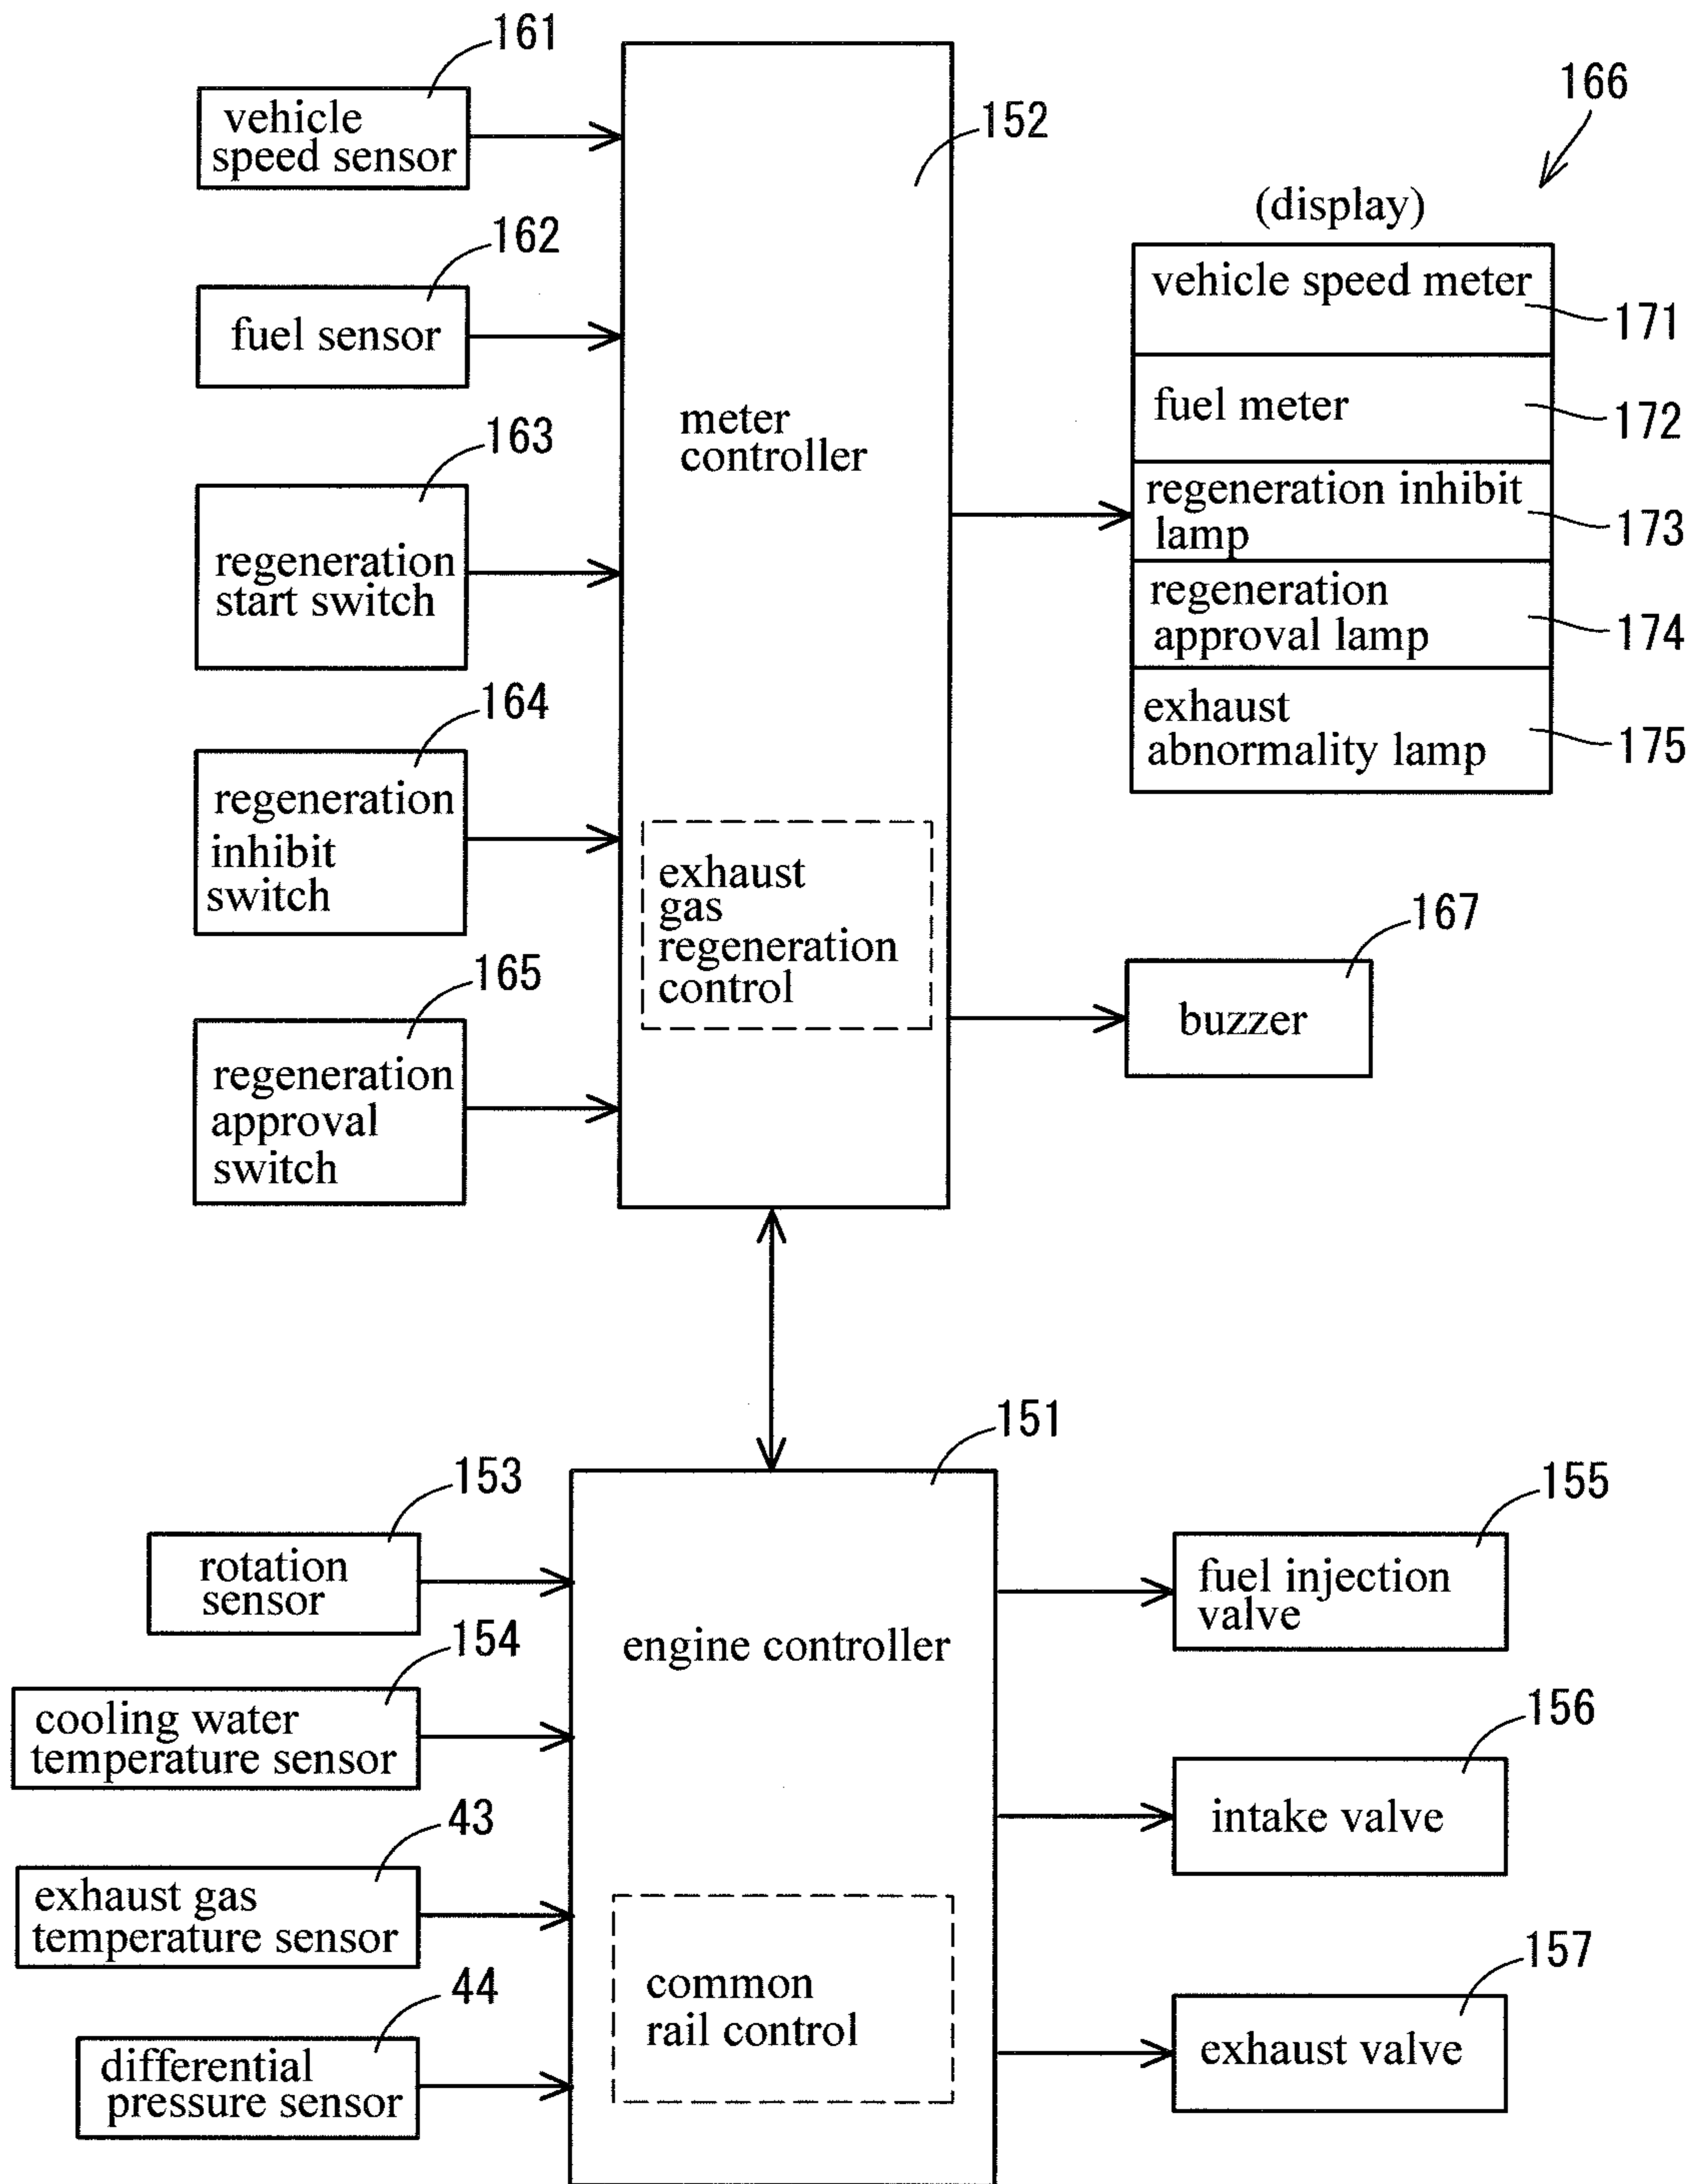 161
vehicle
speed sensor
162
fuel sensor
163
regeneration
start switch
164
regeneration
inhibit
switch
165
regeneration
approval
switch
152
meter
controller
exhaust
gas
regeneration
control
166
(display)
vehicle speed meter
171
fuel meter
172
regeneration inhibit
lamp
173
regeneration
approval lamp
174
exhaust
abnormality lamp
175
167
buzzer
151
engine controller
common
rail control
153
rotation
sensor
154
cooling water
temperature sensor
43
exhaust gas
temperature sensor
44
differential
pressure sensor
155
fuel injection
valve
156
intake valve
157
exhaust valve